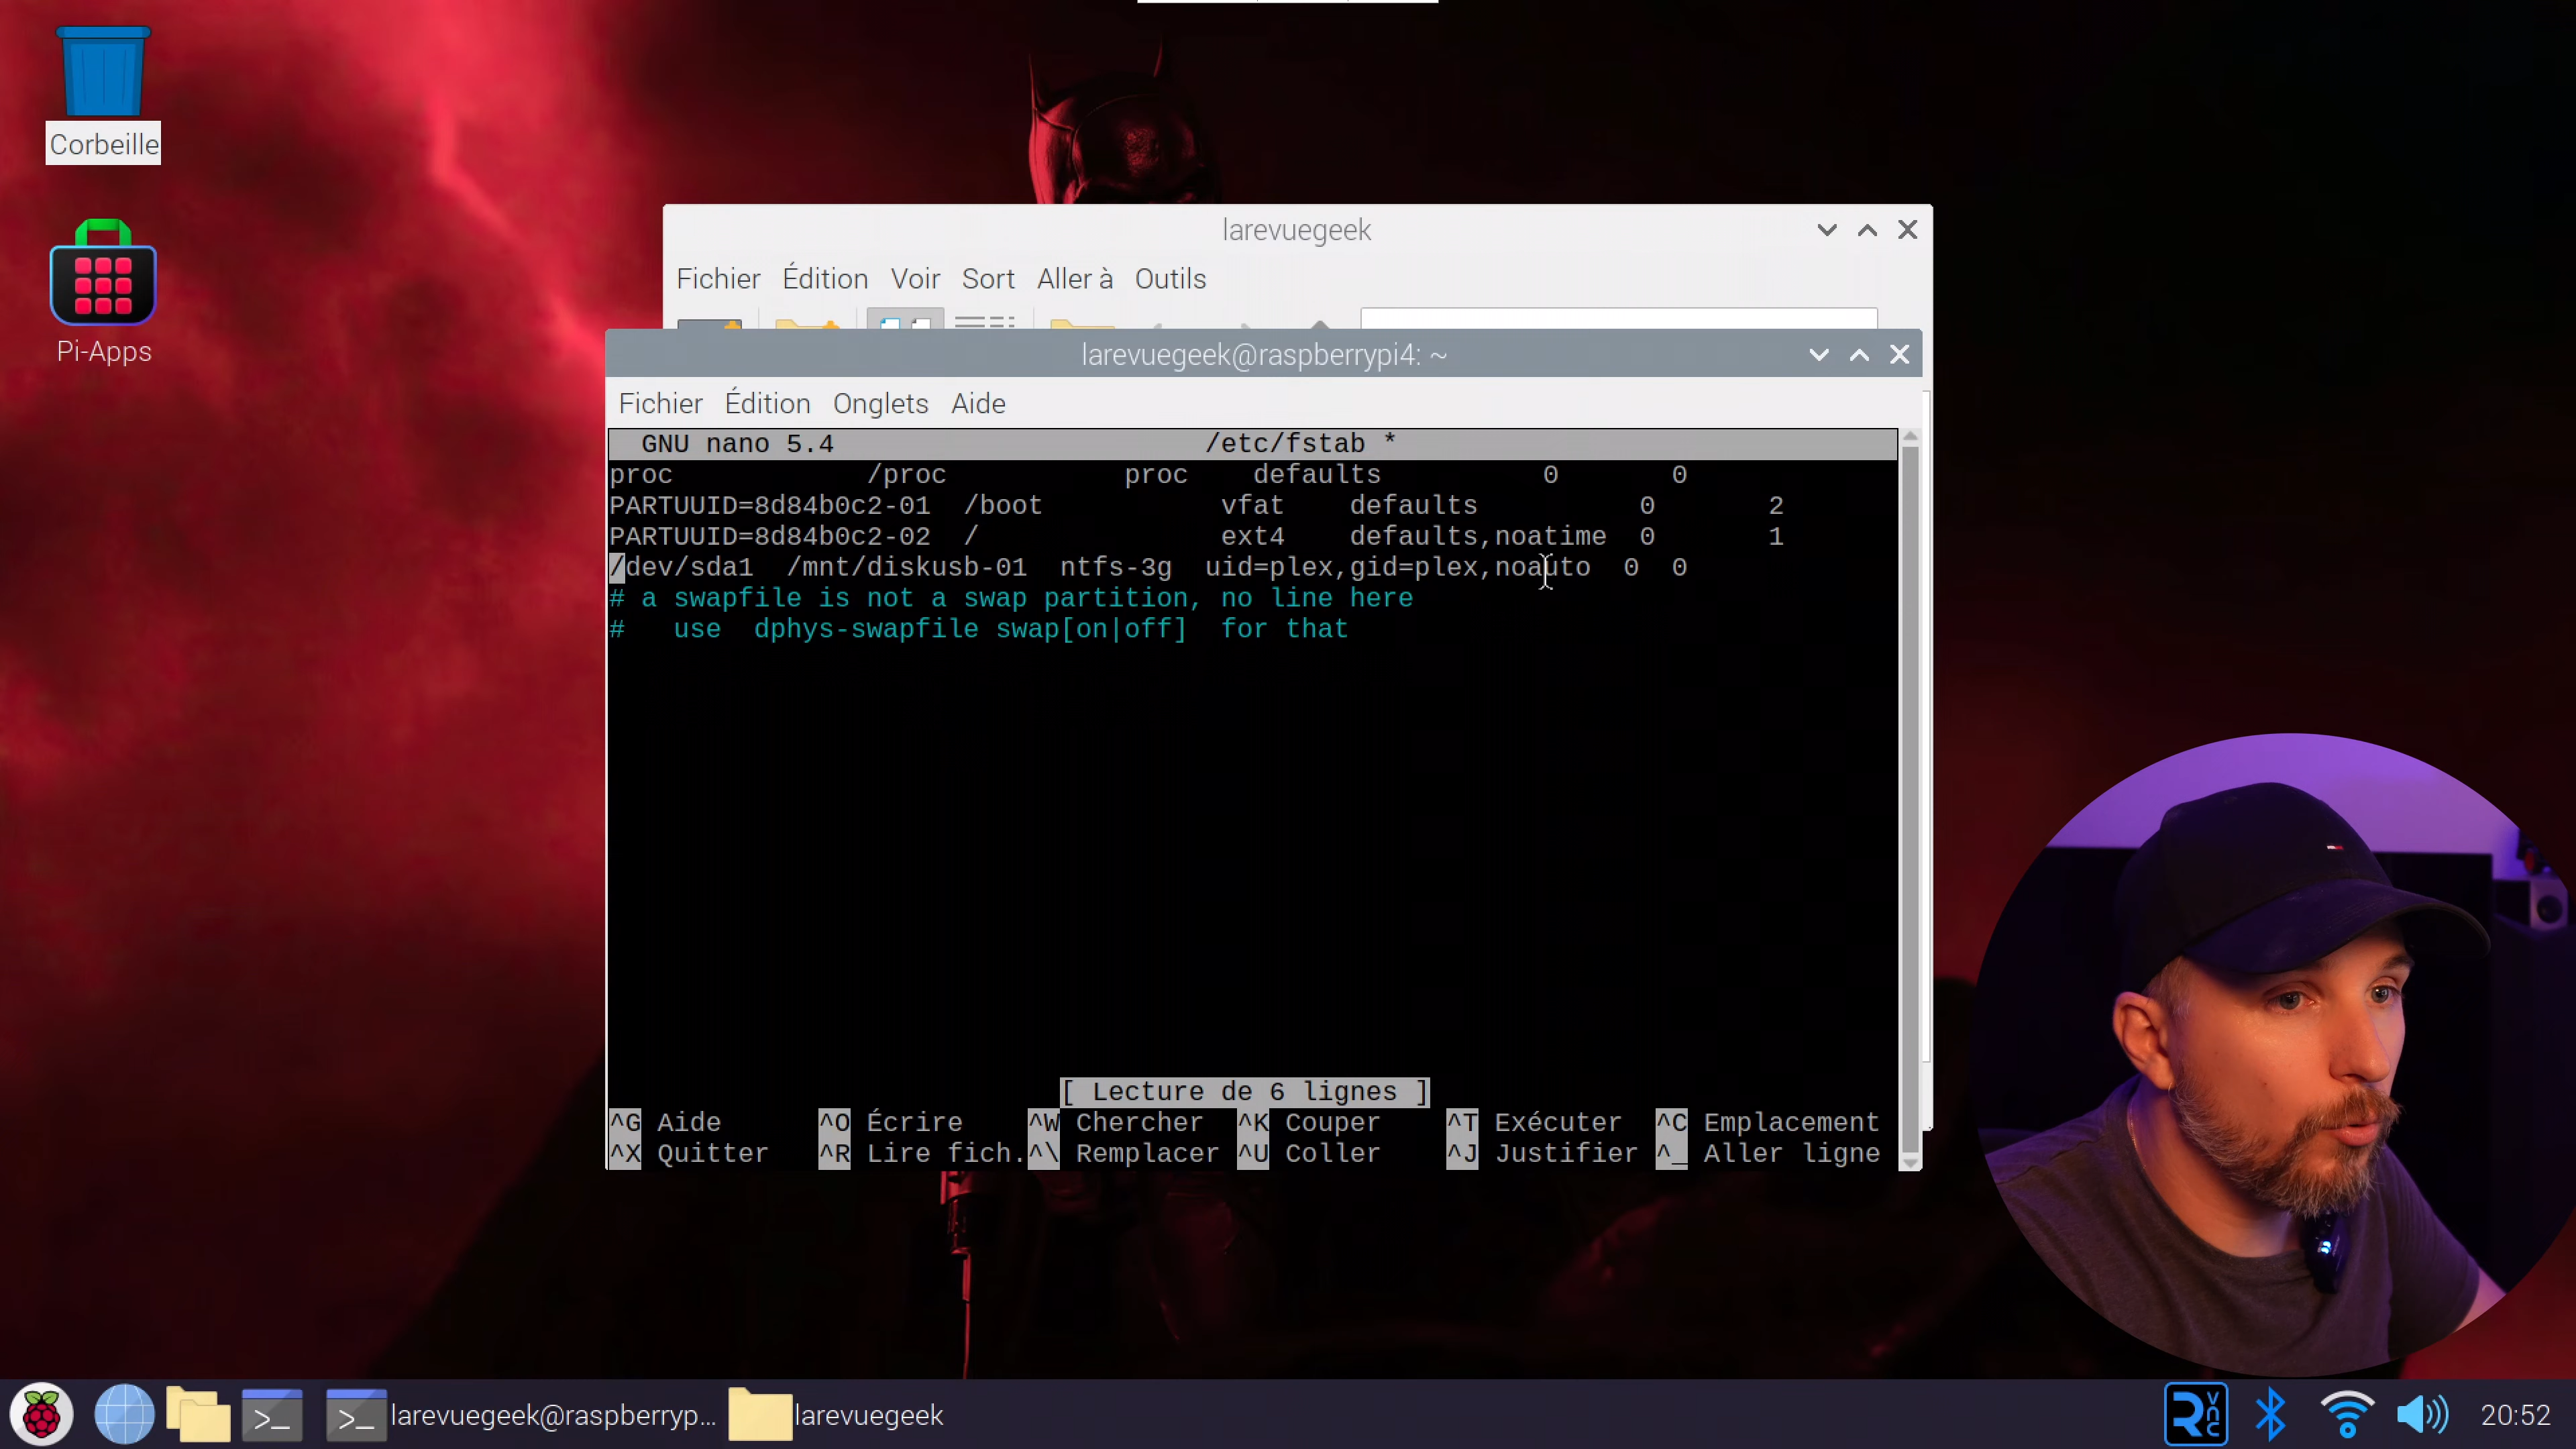 Corbeille
Pi-Apps
larevuegeek
Fichier Édition Voir Sort Aller à Outils
larevuegeek@raspberrypi4: ~
Fichier Édition Onglets Aide
GNU nano 5.4 /etc/fstab *
proc /proc proc defaults 0 0
PARTUUID=8d84b0c2-01 /boot vfat defaults 0 2
PARTUUID=8d84b0c2-02 / ext4 defaults,noatime 0 1
/dev/sda1 /mnt/diskusb-01 ntfs-3g uid=plex,gid=plex,noauto 0 0
# a swapfile is not a swap partition, no line here
# use dphys-swapfile swap[on|off] for that
[ Lecture de 6 lignes ]
^G Aide ^O Écrire ^W Chercher ^K Couper ^T Exécuter ^C Emplacement
^X Quitter ^R Lire fich. ^\ Remplacer ^U Coller ^J Justifier ^_ Aller ligne
larevuegeek@raspberryp... larevuegeek 20:52